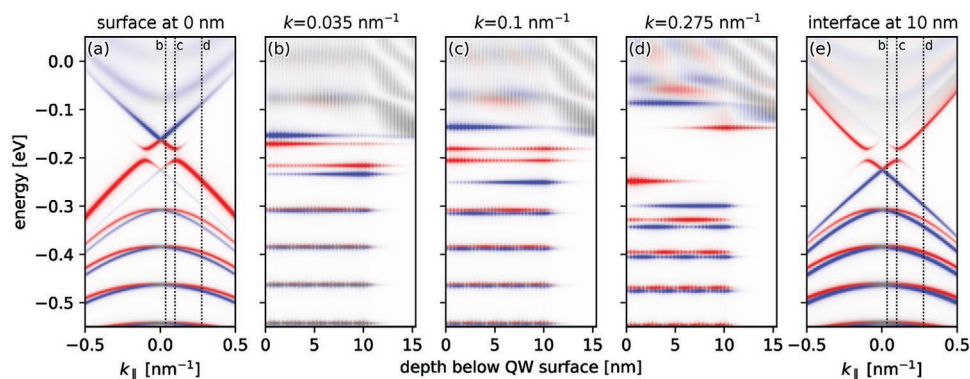 surface at 0 nm
k=0.035 nm⁻¹
k=0.1 nm⁻¹
k=0.275 nm⁻¹
interface at 10 nm
(a)
b
c
d
(b)
(c)
(d)
(e)
b
c
d
energy [eV]
0.0
−0.1
−0.2
−0.3
−0.4
−0.5
−0.5 0.0 0.5
0 5 10 15
0 5 10 15
0 5 10 15
−0.5 0.0 0.5
k∥ [nm⁻¹]
depth below QW surface [nm]
k∥ [nm⁻¹]